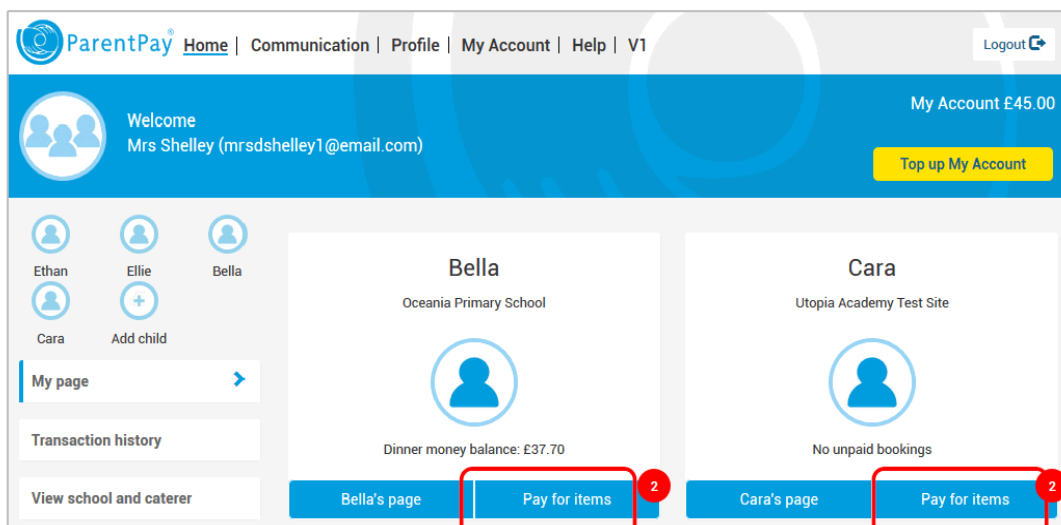 ParentPay® Home | Communication | Profile | My Account | Help | V1 Logout
My Account £45.00
Welcome
Mrs Shelley (mrsdshelley1@email.com)
Top up My Account
Ethan Ellie Bella
Cara Add child
My page
Transaction history
View school and caterer
Bella
Oceania Primary School
Dinner money balance: £37.70
Bella's page Pay for items 2
Cara
Utopia Academy Test Site
No unpaid bookings
Cara's page Pay for items 2